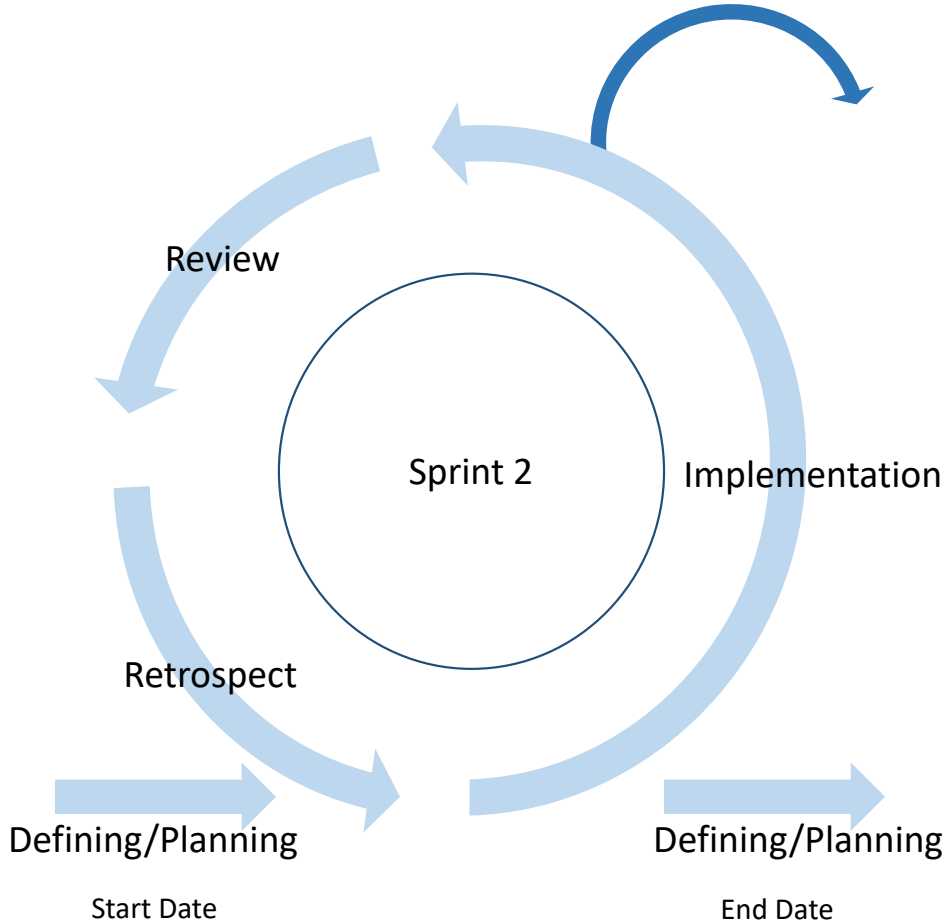 Review
Sprint 2
Implementation
Retrospect
Defining/Planning
Defining/Planning
Start Date
End Date